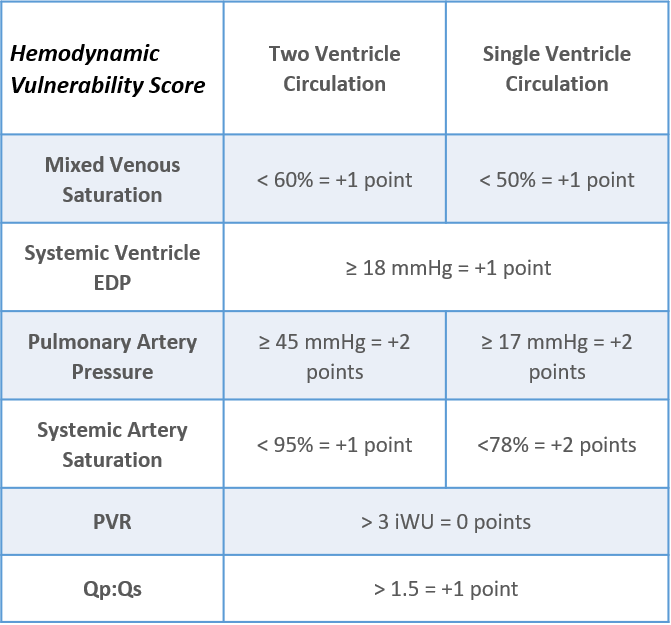 Hemodynamic
Vulnerability Score
Two Ventricle
Circulation
Single Ventricle
Circulation
Mixed Venous
Saturation
< 60% = +1 point
< 50% = +1 point
Systemic Ventricle
EDP
≥ 18 mmHg = +1 point
Pulmonary Artery
Pressure
≥ 45 mmHg = +2
points
≥ 17 mmHg = +2
points
Systemic Artery
Saturation
< 95% = +1 point
<78% = +2 points
PVR
> 3 iWU = 0 points
Qp:Qs
> 1.5 = +1 point